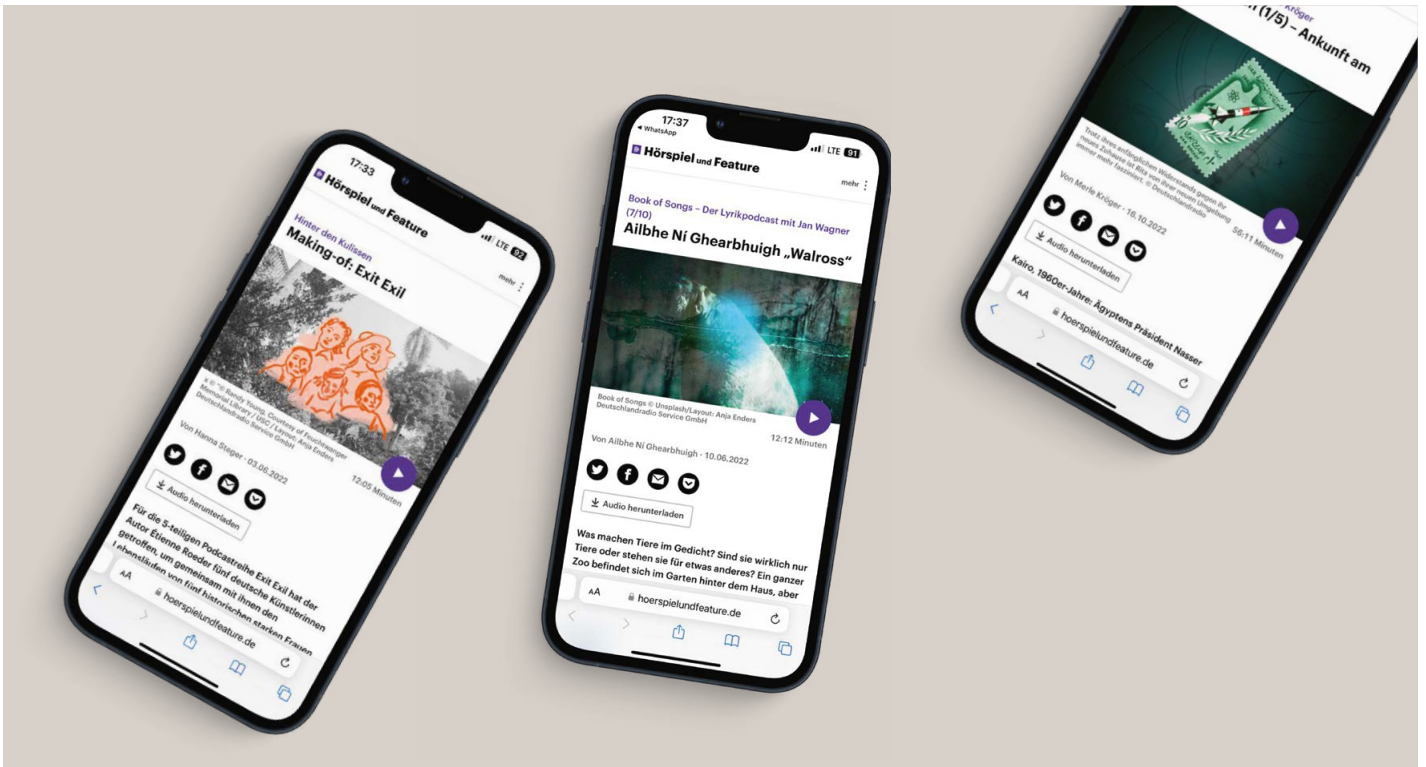 17:33
LTE 92
Hörspiel und Feature
mehr
Hinter den Kulissen
Making-of: Exit Exil
x © "© Randy Young, Courtesy of Feuchtwanger
Memorial Library / USC / Layout: Anja Enders
Deutschlandradio Service GmbH
12:05 Minuten
Von Hanna Steger · 03.06.2022
Audio herunterladen
Für die 5-teiligen Podcastreihe Exit Exil hat der
Autor Étienne Roeder fünf deutsche Künstlerinnen
getroffen, um gemeinsam mit ihnen den
Lebensläufen von fünf historischen starken Frauen
AA
hoerspielundfeature.de
17:37
WhatsApp
LTE 91
Hörspiel und Feature
mehr
Book of Songs – Der Lyrikpodcast mit Jan Wagner
(7/10)
Ailbhe Ní Ghearbhuigh „Walross“
Book of Songs © Unsplash/Layout: Anja Enders
Deutschlandradio Service GmbH
12:12 Minuten
Von Ailbhe Ní Ghearbhuigh · 10.06.2022
Audio herunterladen
Was machen Tiere im Gedicht? Sind sie wirklich nur
Tiere oder stehen sie für etwas anderes? Ein ganzer
Zoo befindet sich im Garten hinter dem Haus, aber
AA
hoerspielundfeature.de
Kröger
(1/5) – Ankunft am
Trotz ihres anfänglichen Widerstands gegen ihr
neues Zuhause ist Rita von ihrer neuen Umgebung
immer mehr fasziniert. © Deutschlandradio
56:11 Minuten
Von Merle Kröger · 16.10.2022
Audio herunterladen
Kairo, 1960er-Jahre: Ägyptens Präsident Nasser
AA
hoerspielundfeature.de